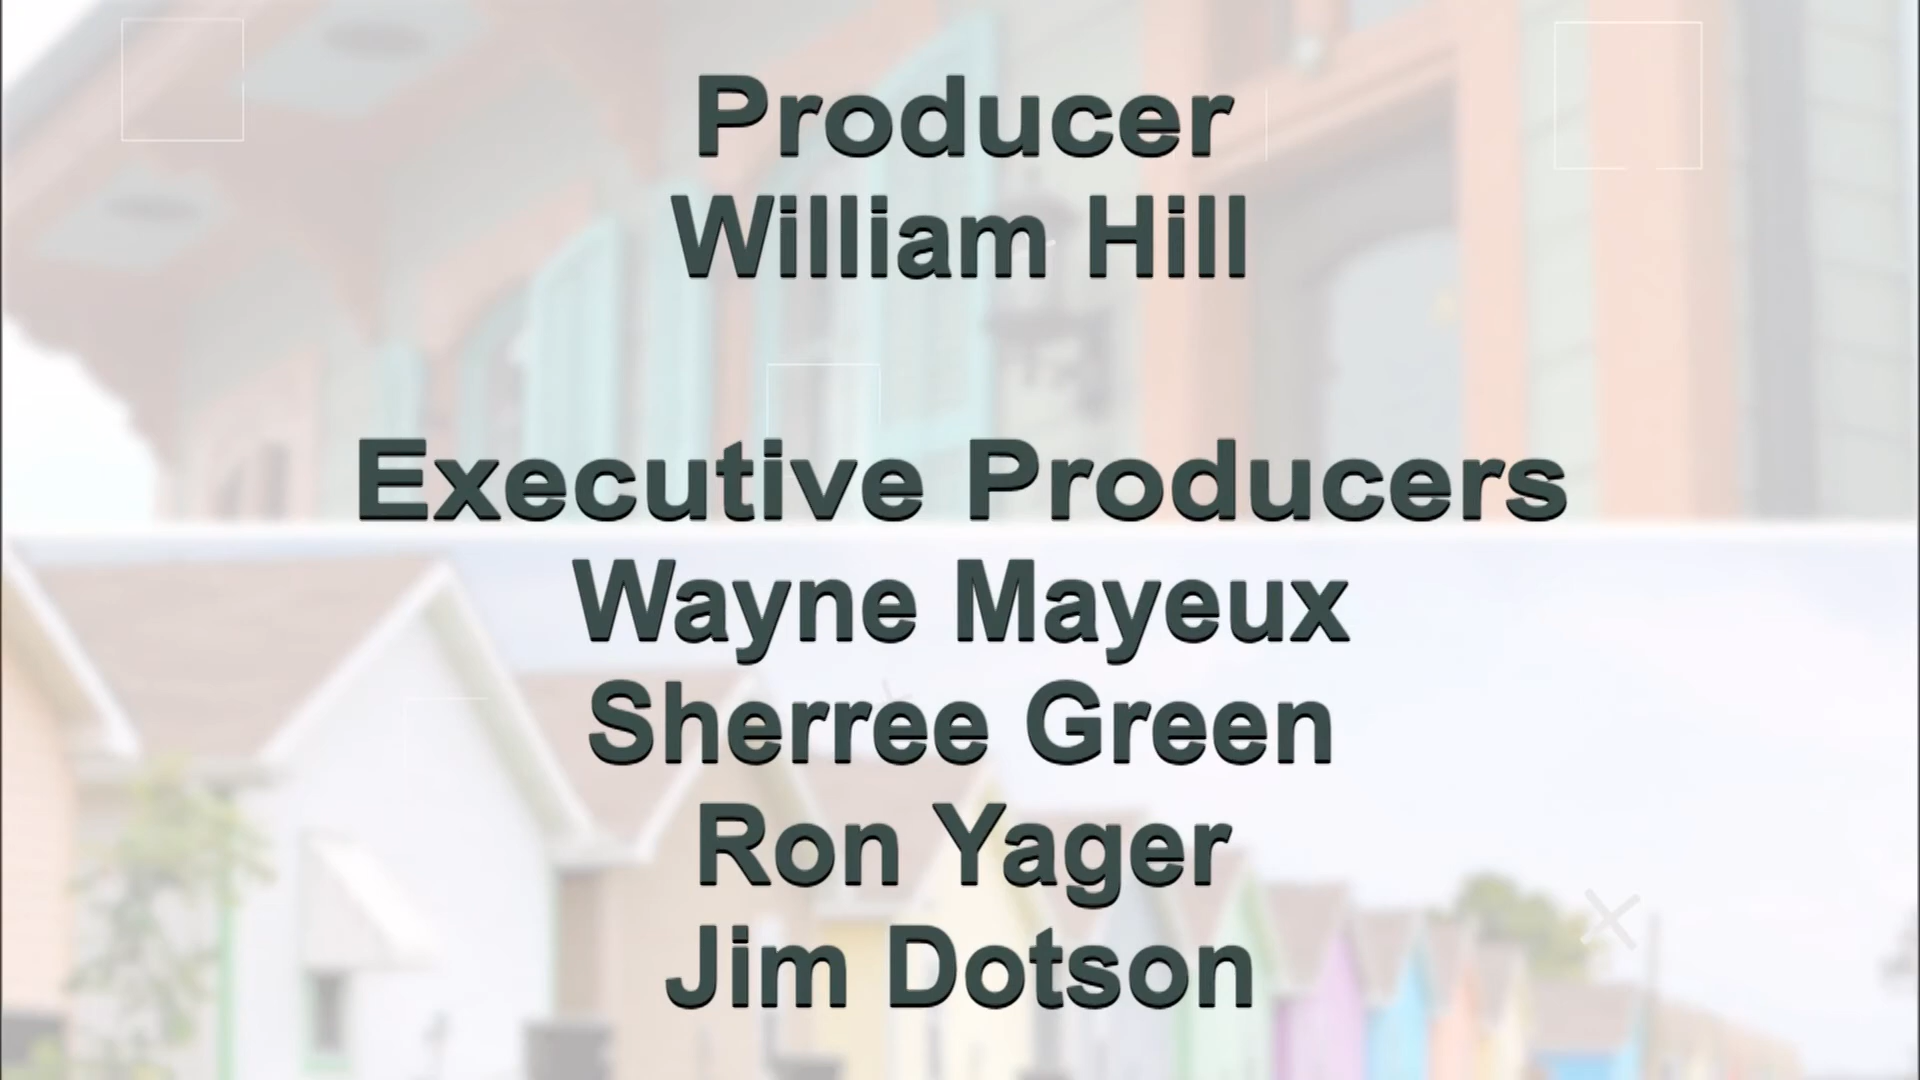 Producer
William Hill
Executive Producers
Wayne Mayeux
Sherree Green
Ron Yager
Jim Dotson